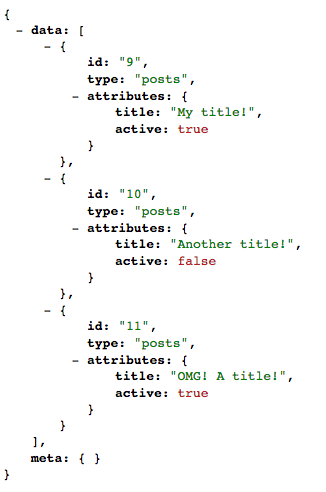 {
- data: [
- {
id: "9",
type: "posts",
- attributes: {
title: "My title!",
active: true
}
},
- {
id: "10",
type: "posts",
- attributes: {
title: "Another title!",
active: false
}
},
- {
id: "11",
type: "posts",
- attributes: {
title: "OMG! A title!",
active: true
}
}
],
meta: { }
}